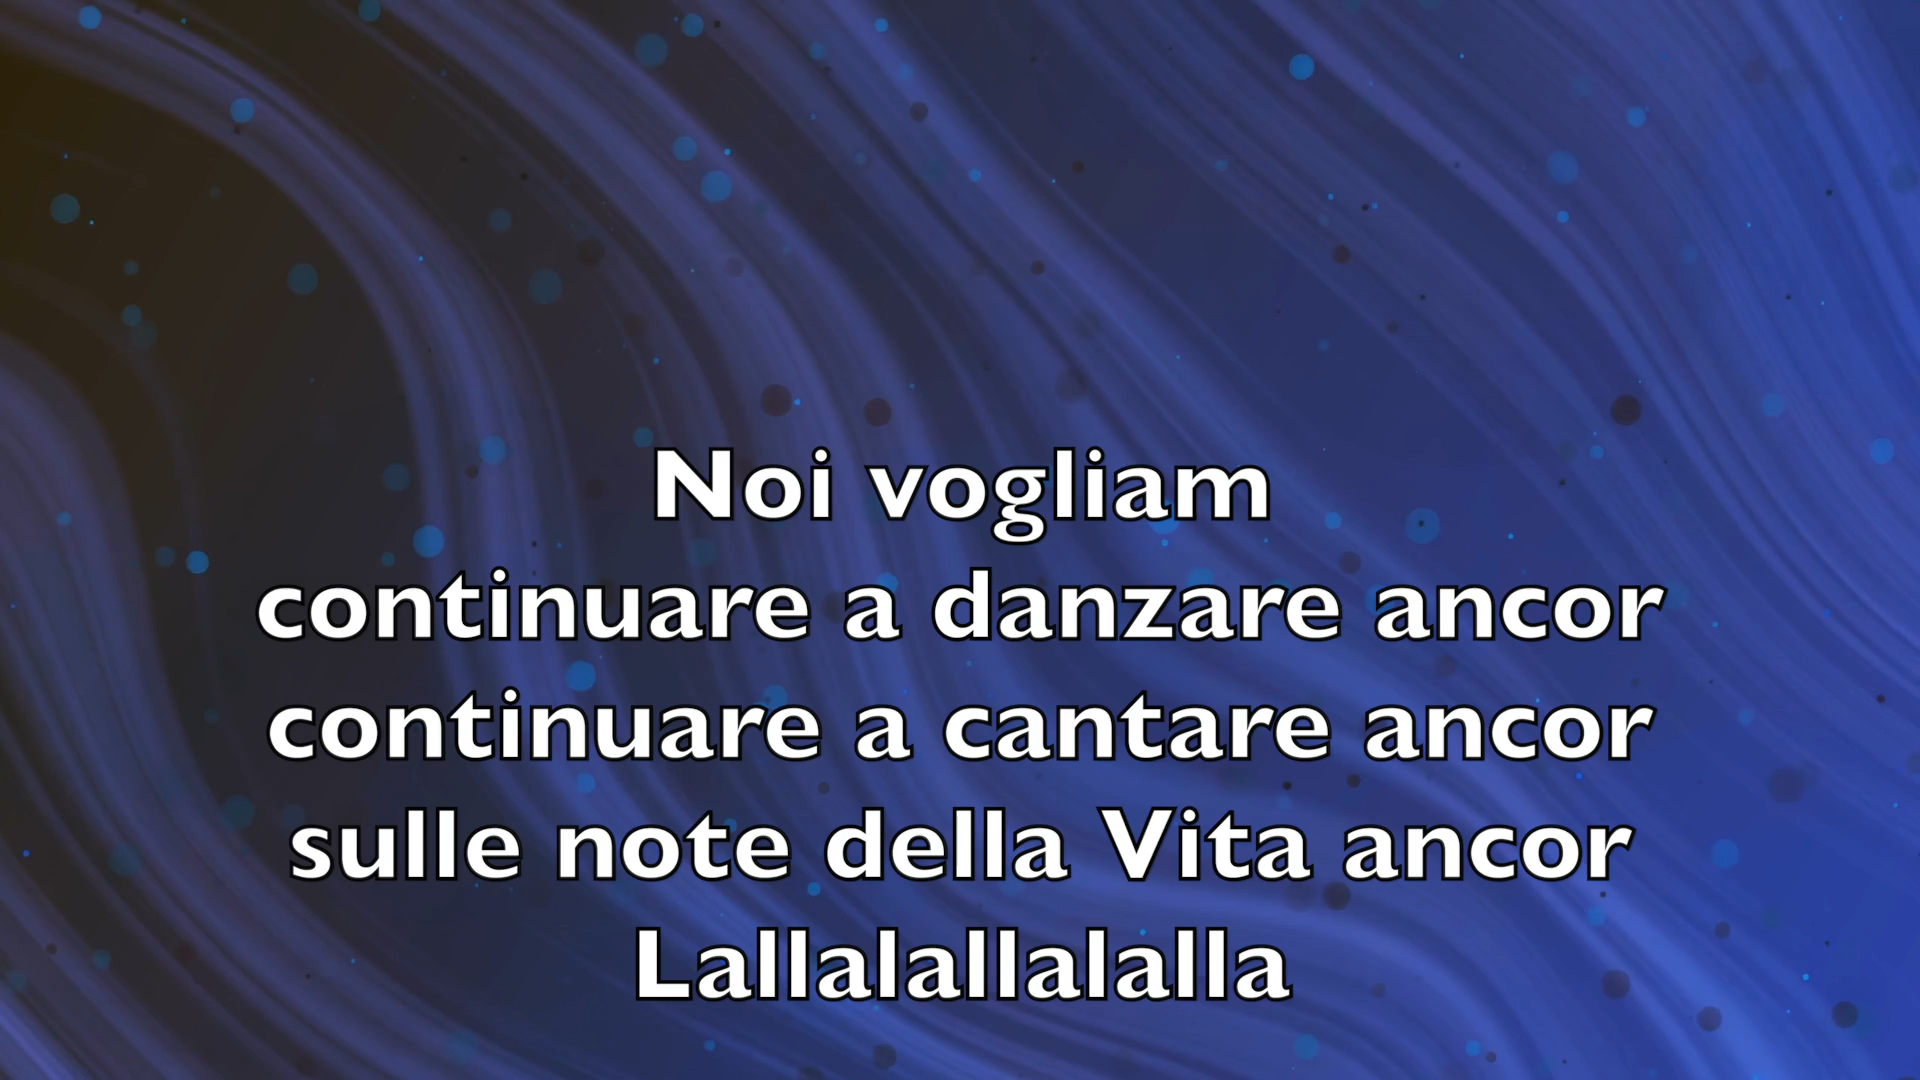 Noi vogliam
continuare a danzare ancor
continuare a cantare ancor
sulle note della Vita ancor
Lallalallalalla